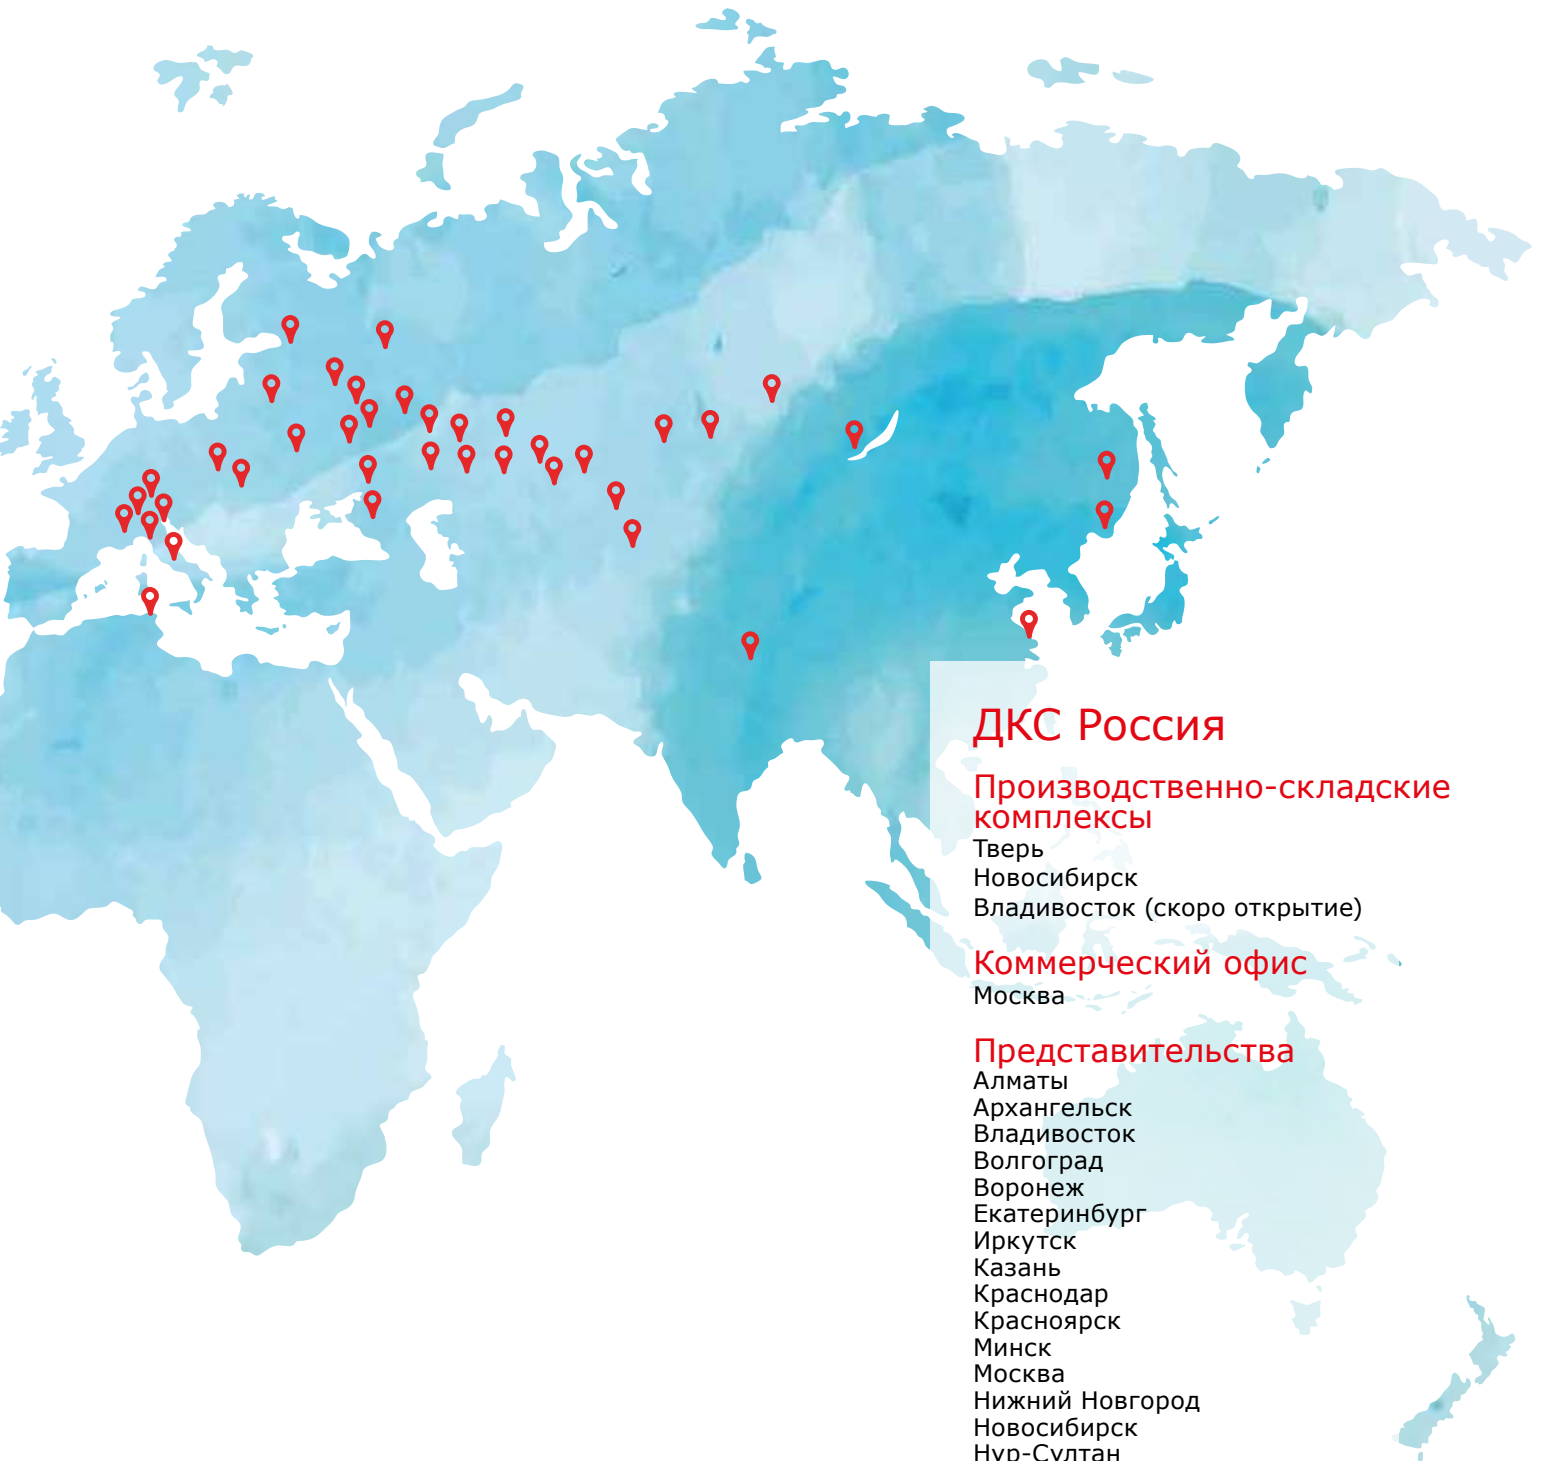 ДКС Россия
Производственно-складские
комплексы
Тверь
Новосибирск
Владивосток (скоро открытие)
Коммерческий офис
Москва
Представительства
Алматы
Архангельск
Владивосток
Волгоград
Воронеж
Екатеринбург
Иркутск
Казань
Краснодар
Красноярск
Минск
Москва
Нижний Новгород
Новосибирск
Нур-Султан